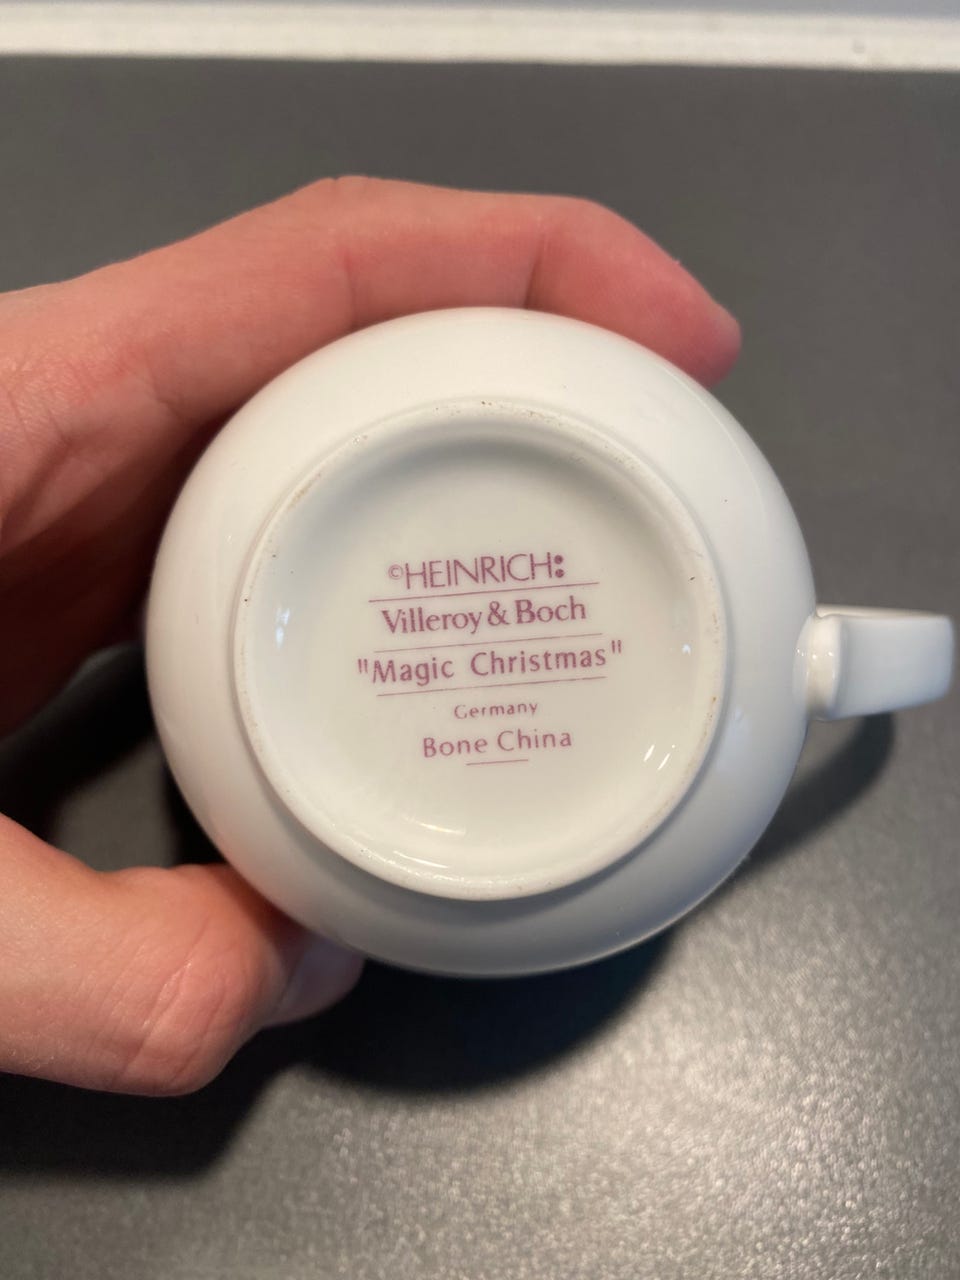 ©HEINRICH:
Villeroy & Boch
"Magic Christmas"
Germany
Bone China